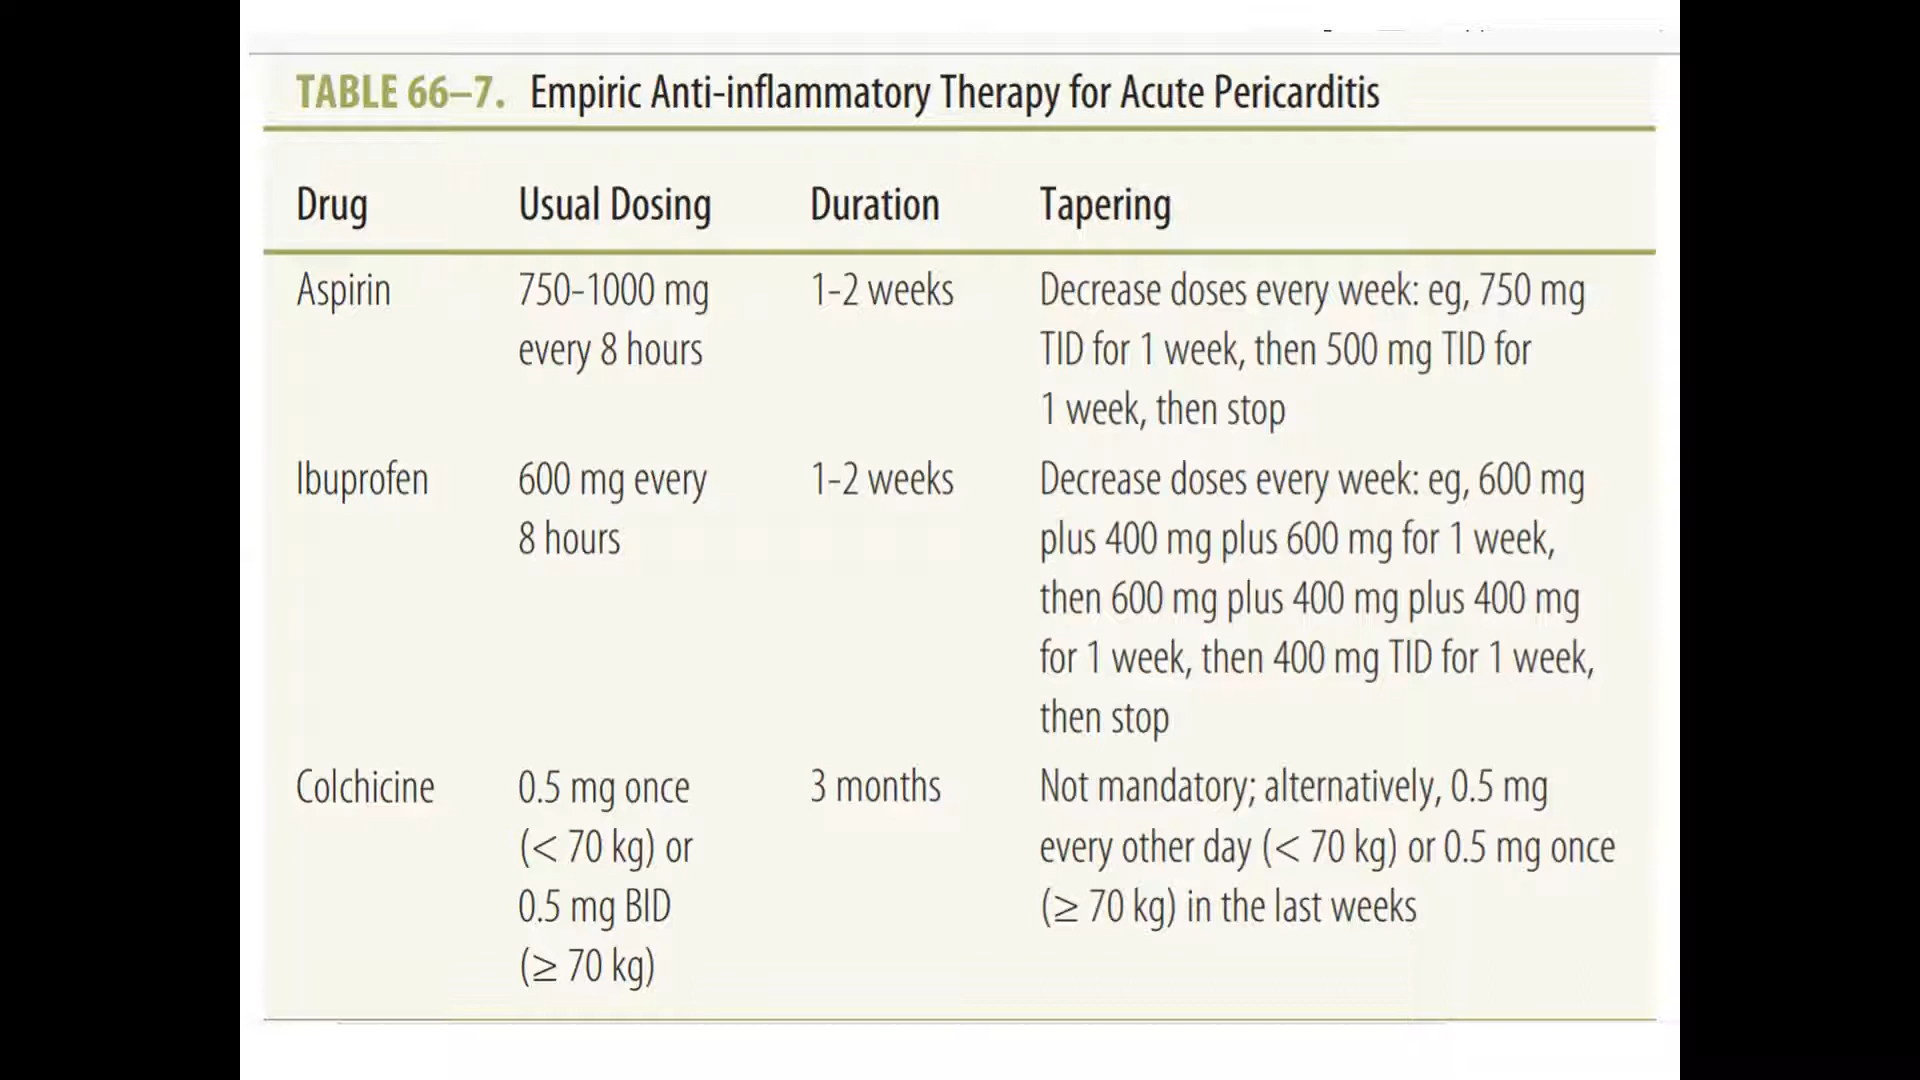 TABLE 66–7. Empiric Anti-inflammatory Therapy for Acute Pericarditis
Drug Usual Dosing Duration Tapering
Aspirin 750–1000 mg 1–2 weeks Decrease doses every week: eg, 750 mg
every 8 hours TID for 1 week, then 500 mg TID for
1 week, then stop
Ibuprofen 600 mg every 1–2 weeks Decrease doses every week: eg, 600 mg
8 hours plus 400 mg plus 600 mg for 1 week,
then 600 mg plus 400 mg plus 400 mg
for 1 week, then 400 mg TID for 1 week,
then stop
Colchicine 0.5 mg once 3 months Not mandatory; alternatively, 0.5 mg
(< 70 kg) or every other day (< 70 kg) or 0.5 mg once
0.5 mg BID (≥ 70 kg) in the last weeks
(≥ 70 kg)